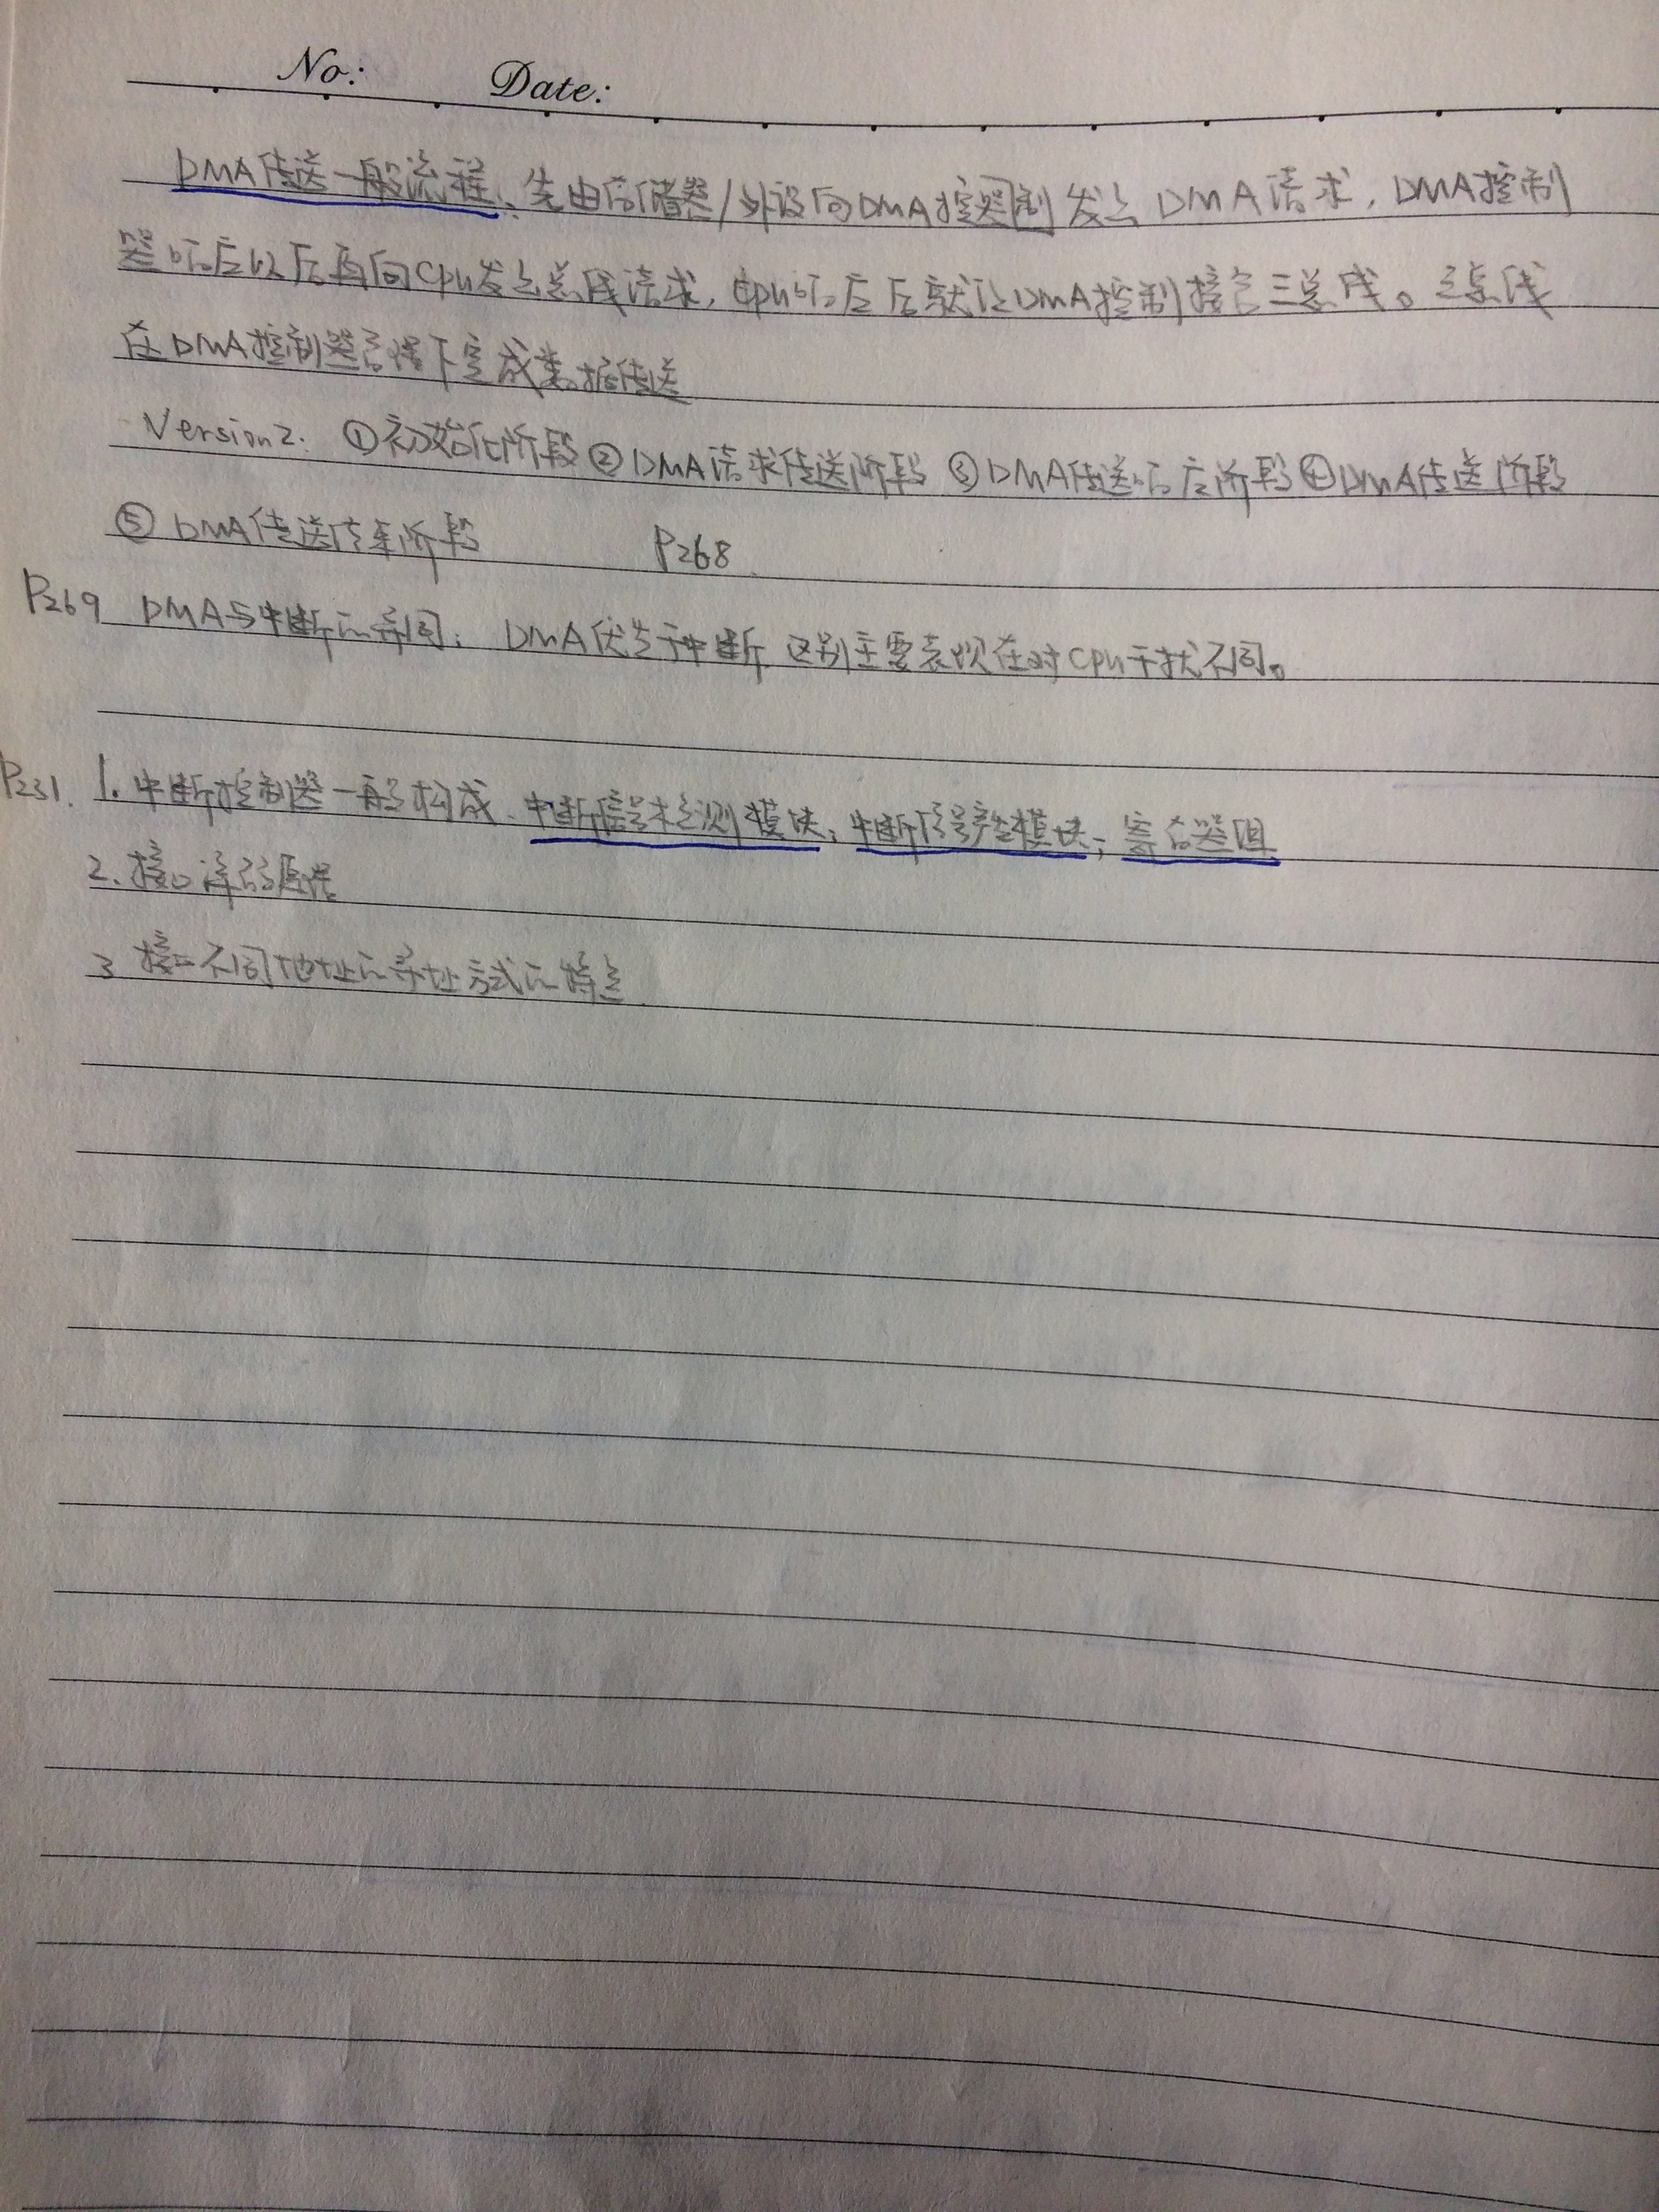 No: Date:
DMA传送一般流程：先由存储器/外设向DMA控器制发出DMA请求，DMA控制
器响应以后再向Cpu发出总线请求，Cpu响应后就让DMA控制接管三总线。三总线
在DMA控制器管理下完成数据传送
Version2. ①初始化阶段②DMA请求传送阶段③DMA传送响应阶段④DMA传送阶段
⑤DMA传送结束阶段 P268
P269 DMA与中断的异同：DMA优先于中断 区别主要表现在对Cpu干扰不同。
P231. 1.中断控制器一般构成、中断信号检测模块；中断信号产生模块；寄存器组
2.接口译码原理
3 接口不同地址的寻址方式的特点